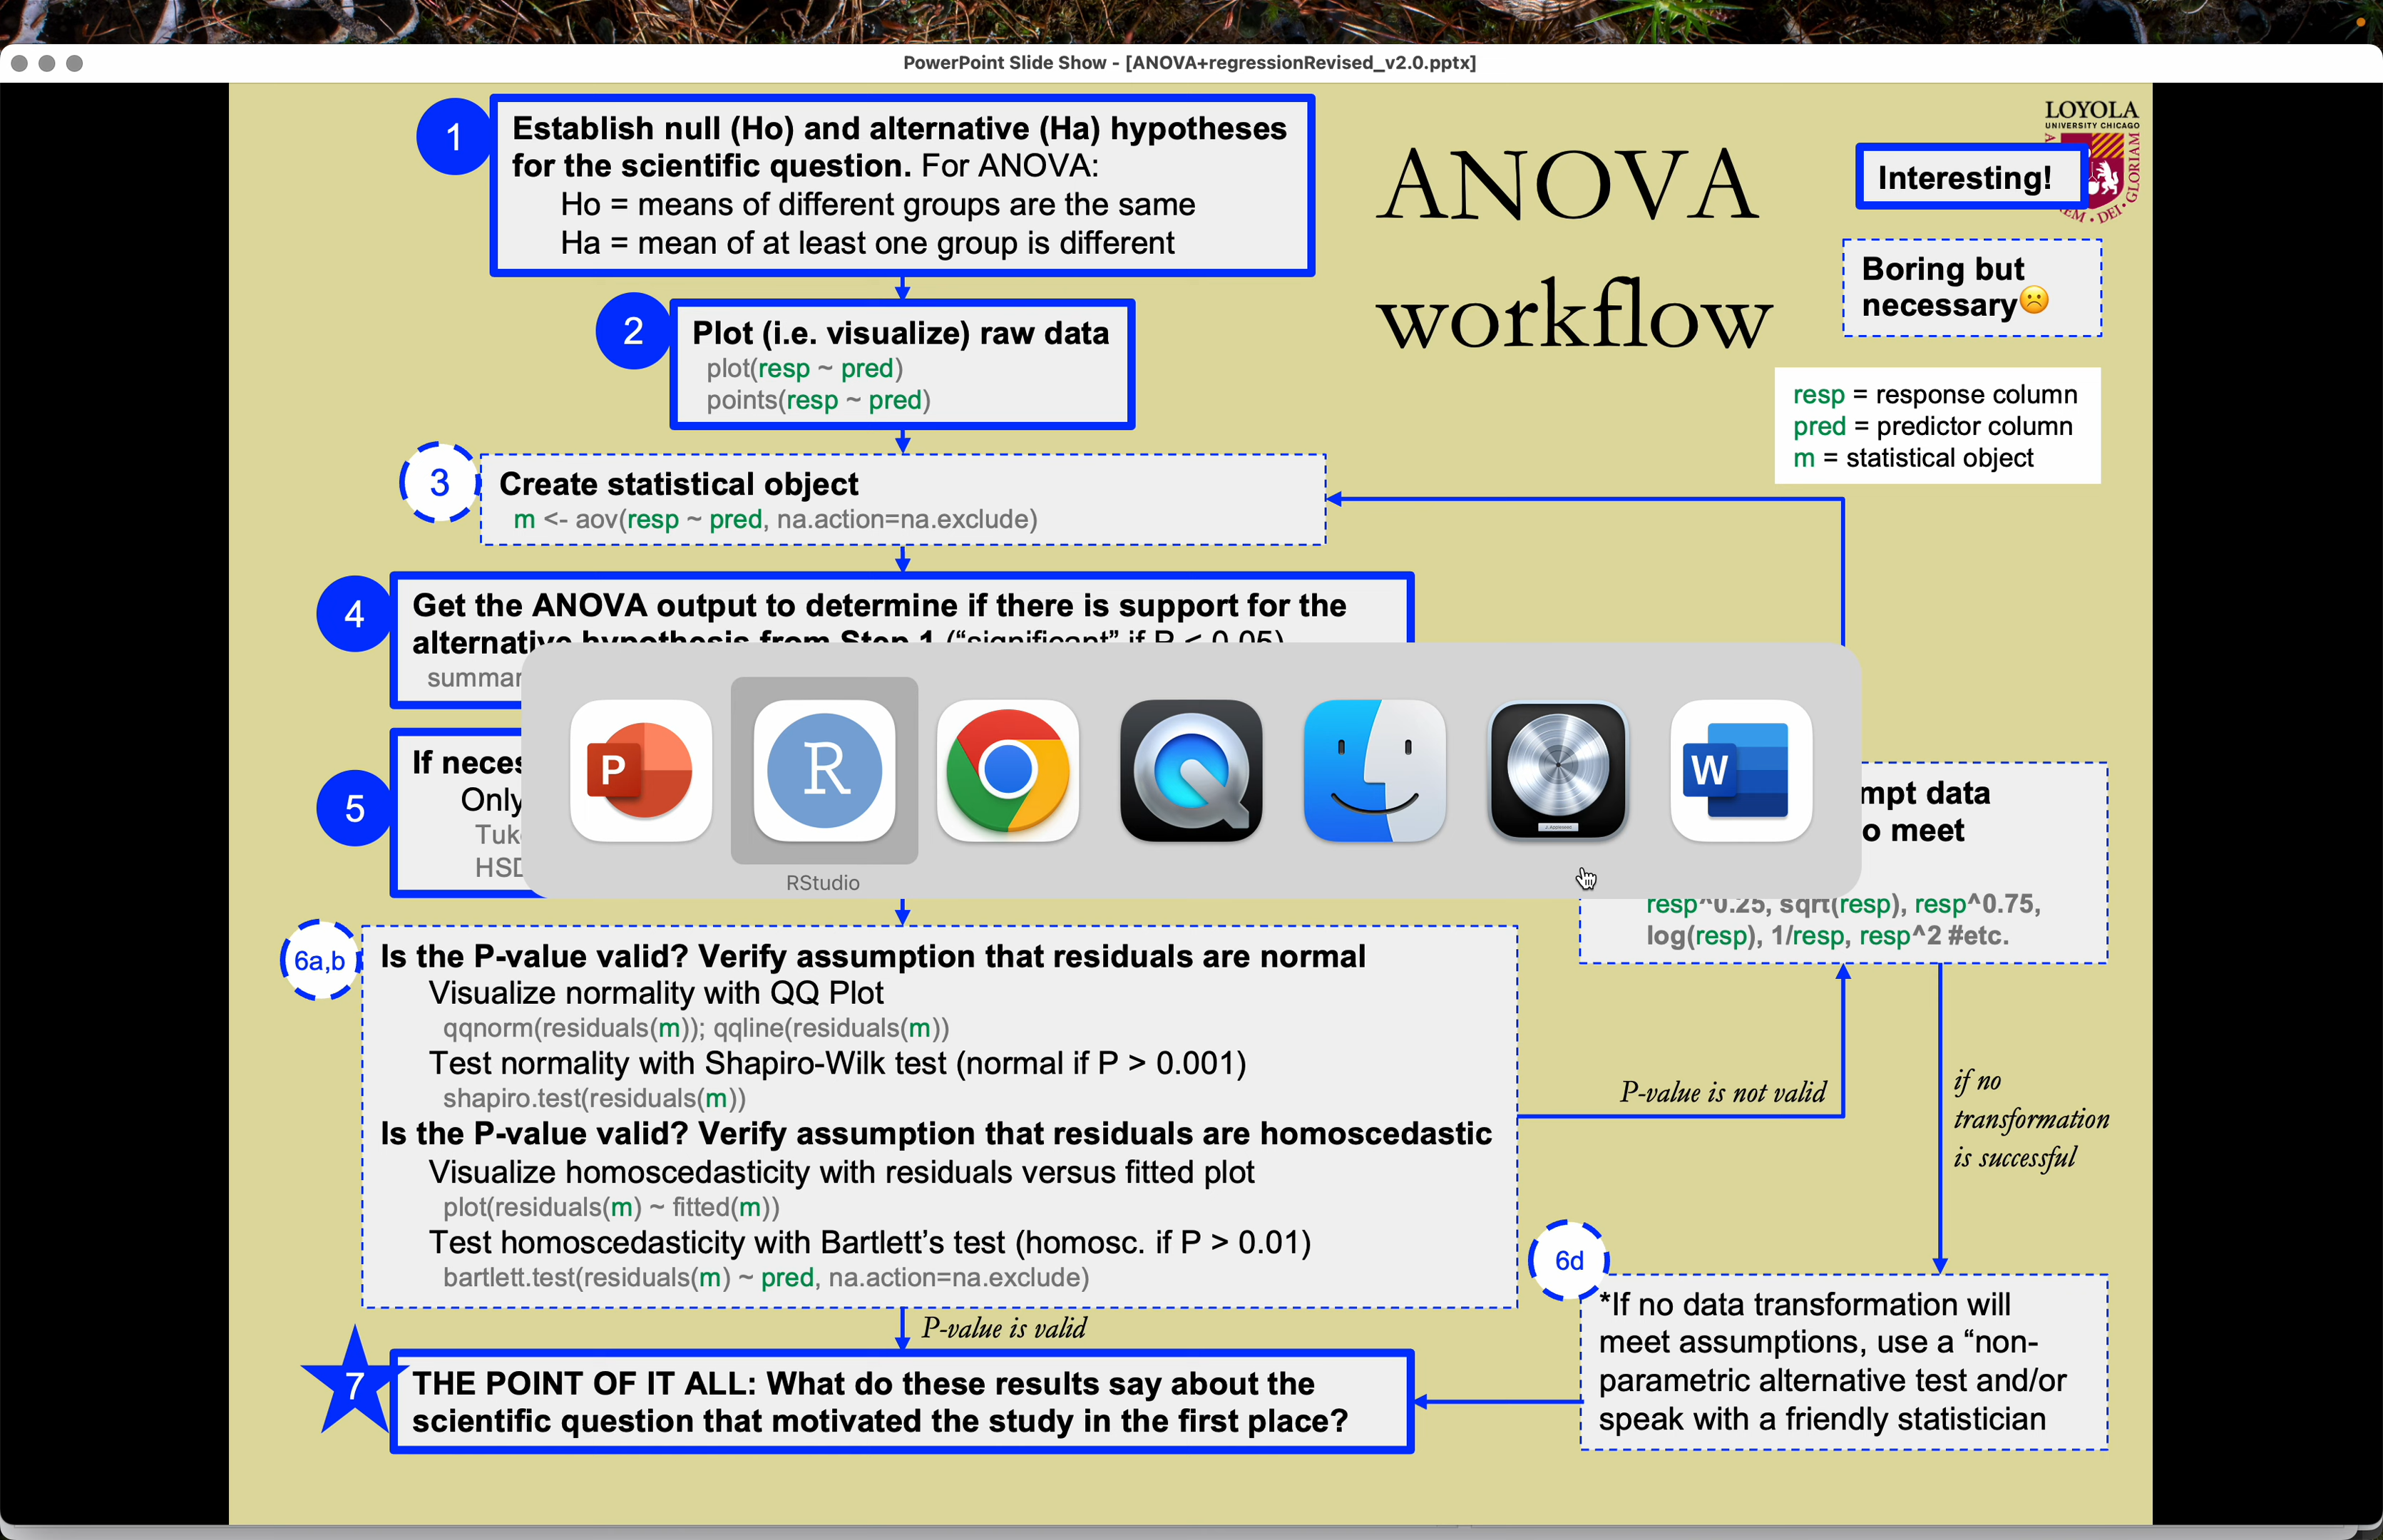 PowerPoint Slide Show - [ANOVA+regressionRevised_v2.0.pptx]
1
Establish null (Ho) and alternative (Ha) hypotheses
for the scientific question. For ANOVA:
Ho = means of different groups are the same
Ha = mean of at least one group is different
ANOVA
workflow
LOYOLA
UNIVERSITY CHICAGO
DEI • GLORIAM
Interesting!
Boring but
necessary☹️
resp = response column
pred = predictor column
m = statistical object
2
Plot (i.e. visualize) raw data
plot(resp ~ pred)
points(resp ~ pred)
3
Create statistical object
m <- aov(resp ~ pred, na.action=na.exclude)
4
Get the ANOVA output to determine if there is support for the
alternative hypothesis from Step 1 ("significant" if P < 0.05)
5
Only
P
R
W
RStudio
resp^0.25, sqrt(resp), resp^0.75,
log(resp), 1/resp, resp^2 #etc.
6a,b
Is the P-value valid? Verify assumption that residuals are normal
Visualize normality with QQ Plot
qqnorm(residuals(m)); qqline(residuals(m))
Test normality with Shapiro-Wilk test (normal if P > 0.001)
shapiro.test(residuals(m))
Is the P-value valid? Verify assumption that residuals are homoscedastic
Visualize homoscedasticity with residuals versus fitted plot
plot(residuals(m) ~ fitted(m))
Test homoscedasticity with Bartlett's test (homosc. if P > 0.01)
bartlett.test(residuals(m) ~ pred, na.action=na.exclude)
P-value is not valid
if no
transformation
is successful
P-value is valid
6d
*If no data transformation will
meet assumptions, use a "non-
parametric alternative test and/or
speak with a friendly statistician
7
THE POINT OF IT ALL: What do these results say about the
scientific question that motivated the study in the first place?